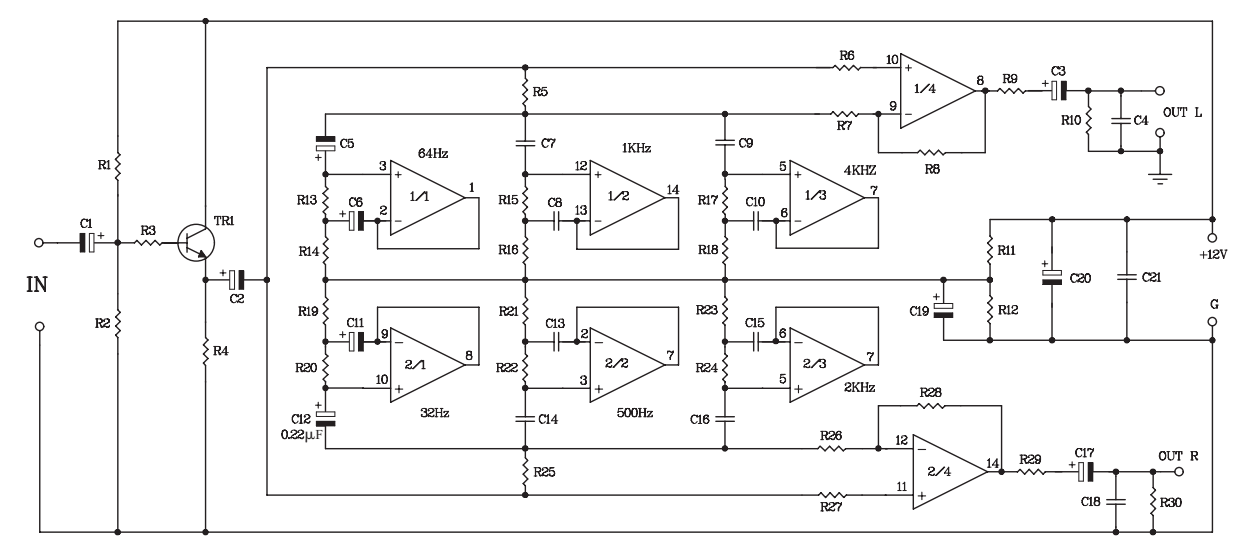 R6
10
+
8
R9
C3
+
1/4
R5
9
−
R7
R10
C4
OUT L
R8
C5
+
C7
C9
64Hz
1KHz
4KHZ
R1
3
+
1
12
+
14
5
+
7
R13
C6
1/1
R15
C8
1/2
R17
C10
1/3
+
2
−
13
−
6
−
TR1
C1
+
R3
R14
R16
R18
R11
+12V
IN
+
C2
+
C20
C21
R19
R21
R23
C19
+
R12
G
R2
R4
C11
+
9
−
8
C13
2
−
7
C15
6
−
7
R20
2/1
R22
2/2
R24
2/3
10
+
3
+
5
+
+
C12
0.22µF
32Hz
C14
500Hz
C16
2KHz
R28
R26
12
−
R25
2/4
14
R29
C17
+
OUT R
11
+
R27
C18
R30